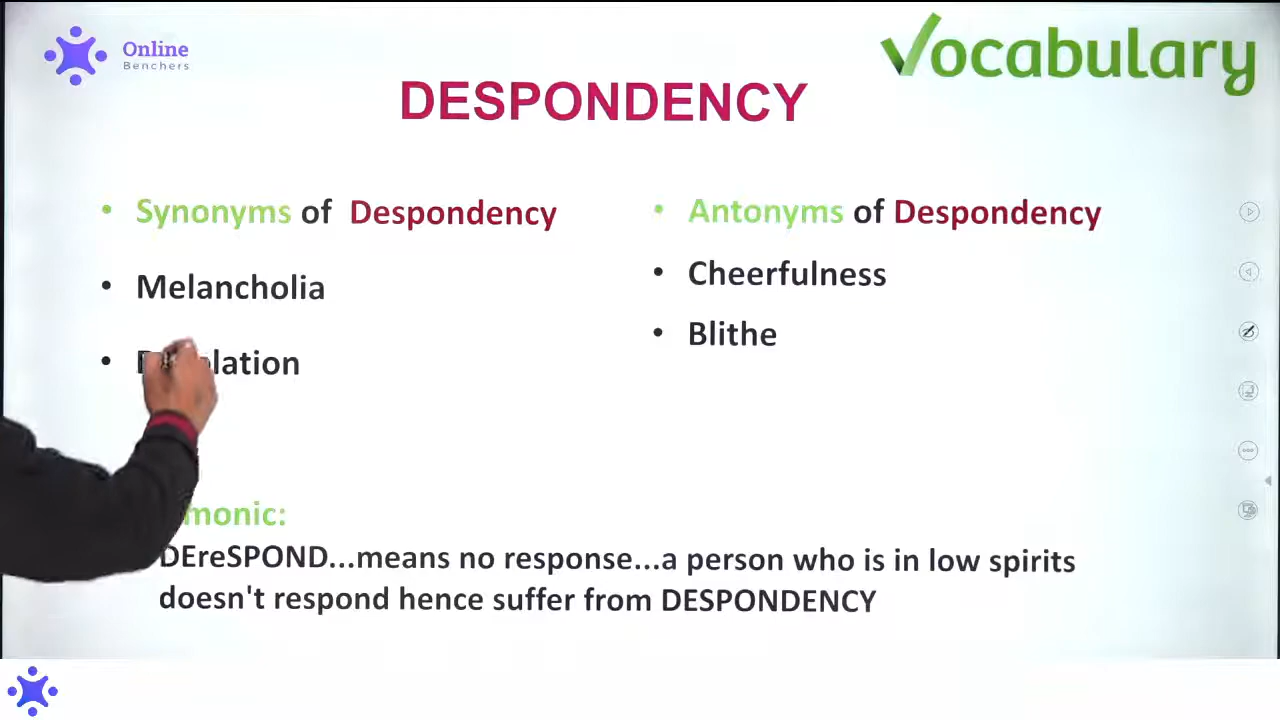 Online
Benchers
Vocabulary
DESPONDENCY
• Synonyms of Despondency
• Melancholia
• Antonyms of Despondency
• Cheerfulness
• Blithe
monic:
DEreSPOND...means no response...a person who is in low spirits
doesn't respond hence suffer from DESPONDENCY